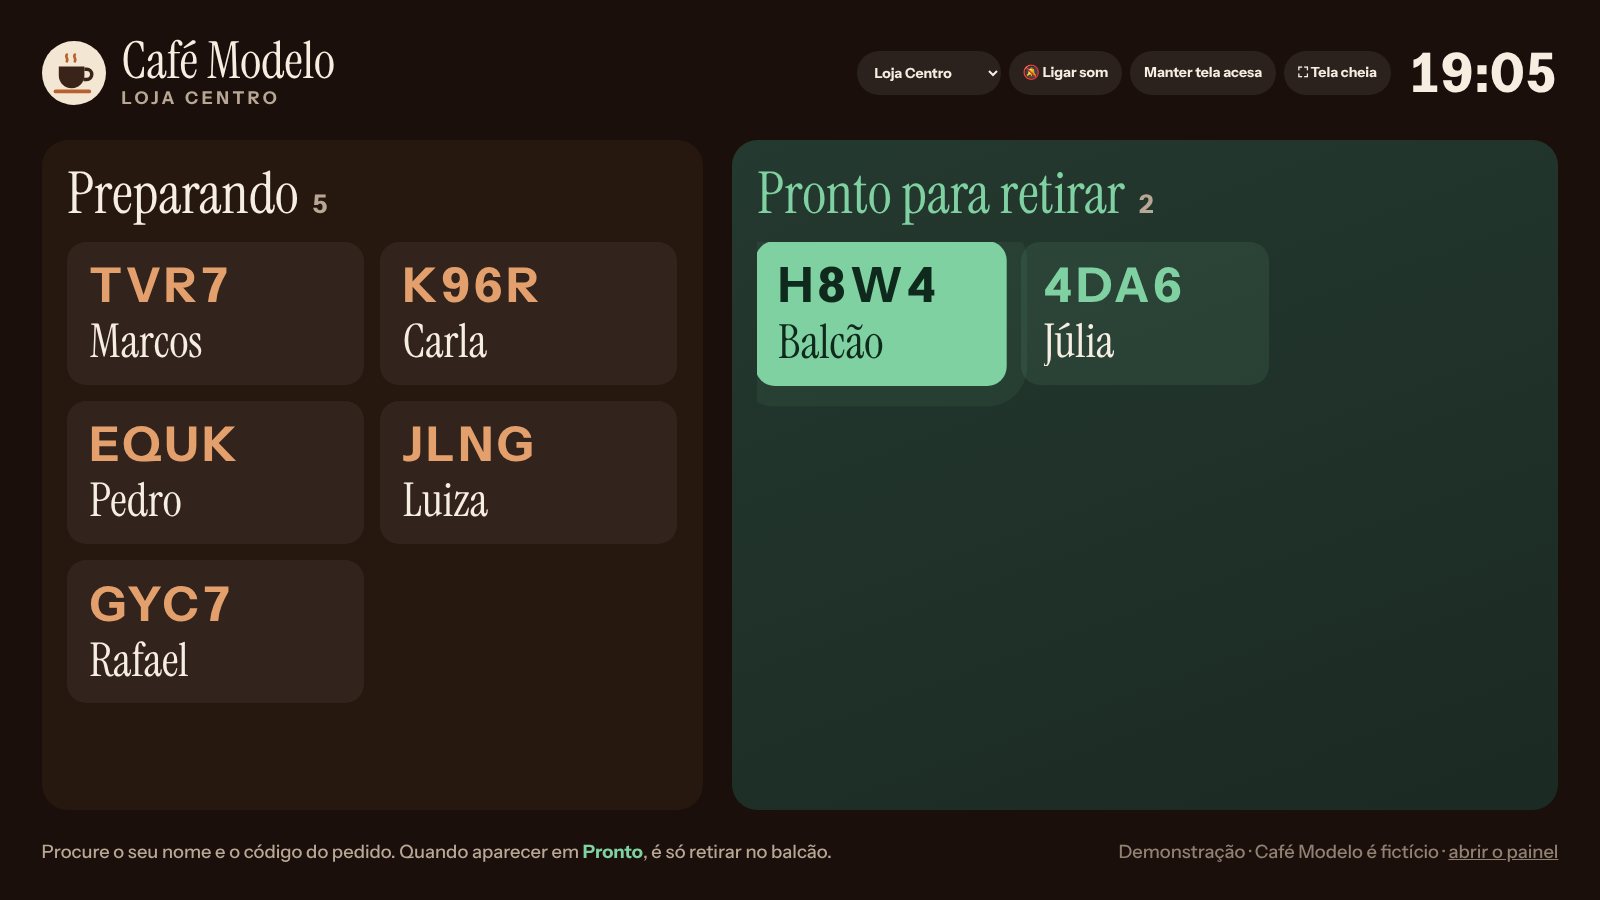 Café Modelo
LOJA CENTRO
Loja Centro
Ligar som
Manter tela acesa
Tela cheia
19:05
Preparando 5
TVR7
Marcos
K96R
Carla
EQUK
Pedro
JLNG
Luiza
GYC7
Rafael
Pronto para retirar 2
H8W4
Balcão
4DA6
Júlia
Procure o seu nome e o código do pedido. Quando aparecer em Pronto, é só retirar no balcão.
Demonstração · Café Modelo é fictício · abrir o painel